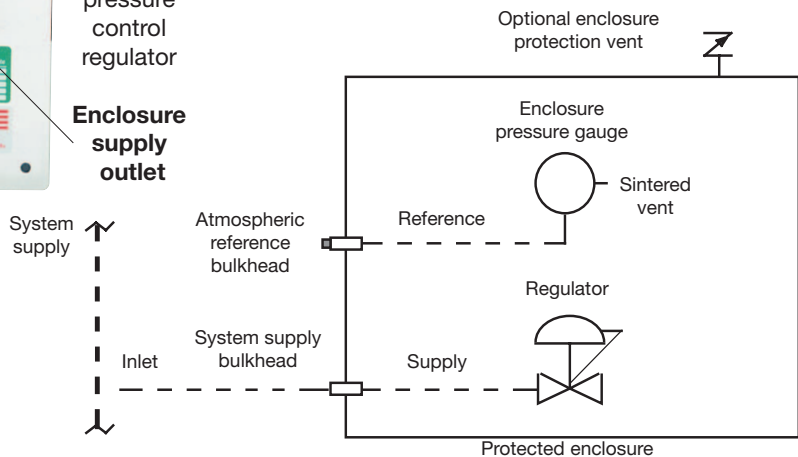 pressure
control
regulator
Enclosure
supply
outlet
Optional enclosure
protection vent
Enclosure
pressure gauge
Sintered
vent
System
supply
Atmospheric
reference
bulkhead
Reference
Regulator
System supply
bulkhead
Inlet
Supply
Protected enclosure